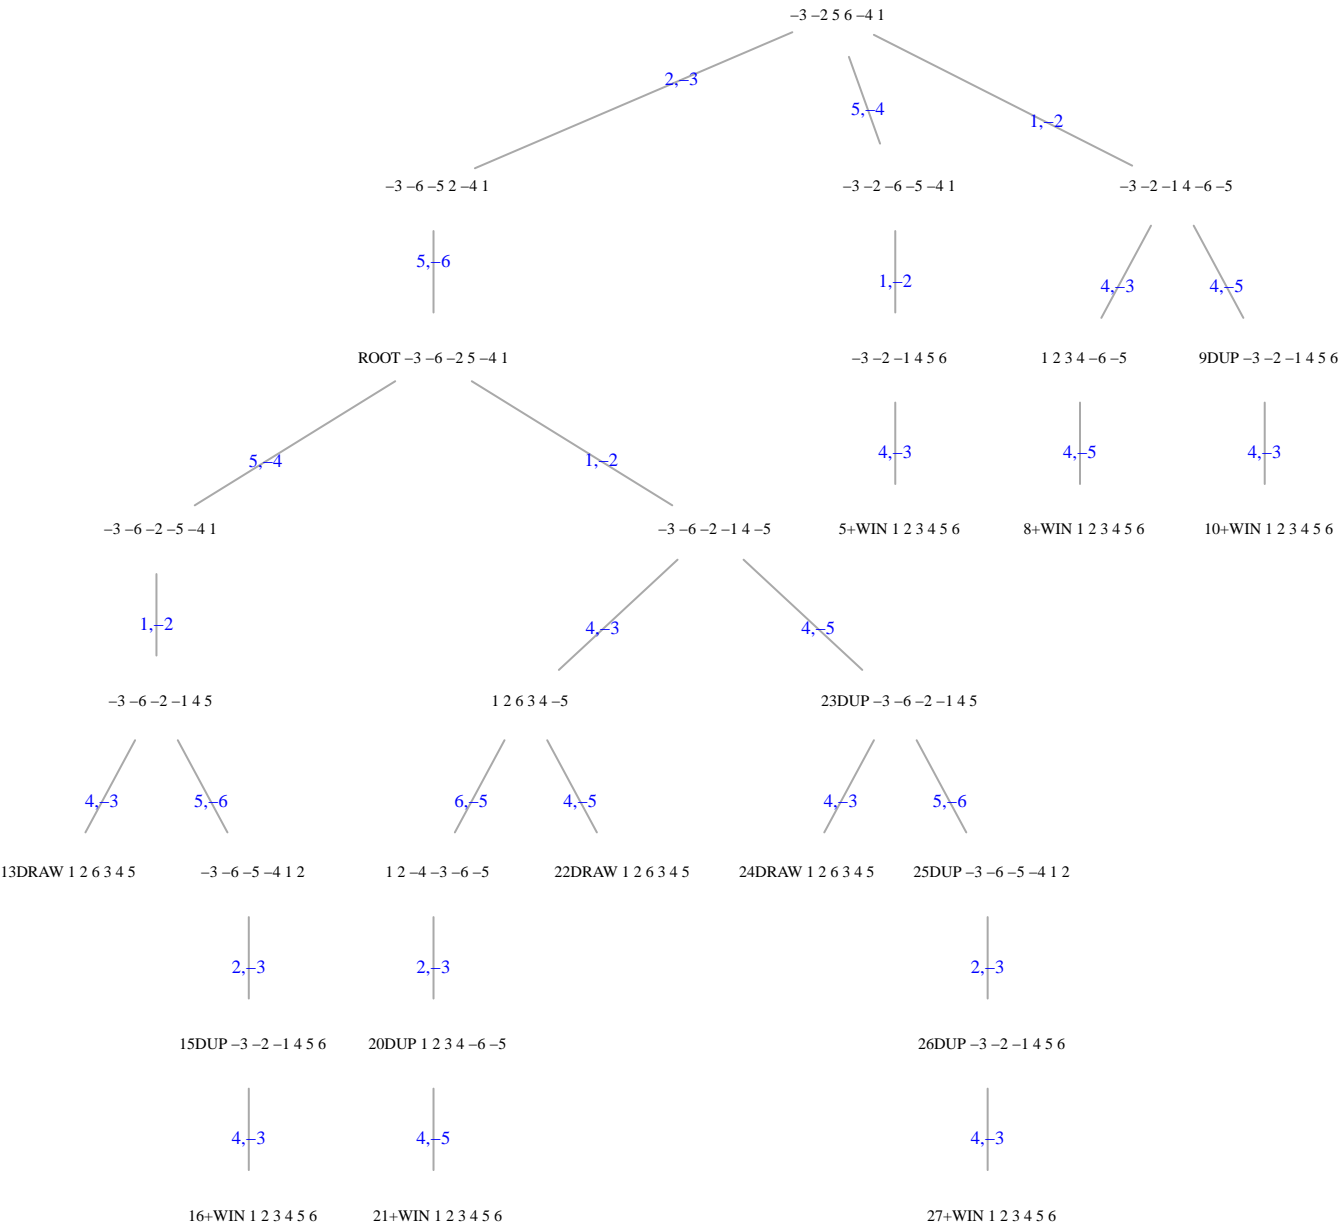 −3 −2 5 6 −4 1
2,−3
5,−4
1,−2
−3 −6 −5 2 −4 1
−3 −2 −6 −5 −4 1
−3 −2 −1 4 −6 −5
5,−6
1,−2
4,−3
4,−5
ROOT −3 −6 −2 5 −4 1
−3 −2 −1 4 5 6
1 2 3 4 −6 −5
9DUP −3 −2 −1 4 5 6
5,−4
1,−2
4,−3
4,−5
4,−3
−3 −6 −2 −5 −4 1
−3 −6 −2 −1 4 −5
5+WIN 1 2 3 4 5 6
8+WIN 1 2 3 4 5 6
10+WIN 1 2 3 4 5 6
1,−2
4,−3
4,−5
−3 −6 −2 −1 4 5
1 2 6 3 4 −5
23DUP −3 −6 −2 −1 4 5
4,−3
5,−6
6,−5
4,−5
4,−3
5,−6
13DRAW 1 2 6 3 4 5
−3 −6 −5 −4 1 2
1 2 −4 −3 −6 −5
22DRAW 1 2 6 3 4 5
24DRAW 1 2 6 3 4 5
25DUP −3 −6 −5 −4 1 2
2,−3
2,−3
2,−3
15DUP −3 −2 −1 4 5 6
20DUP 1 2 3 4 −6 −5
26DUP −3 −2 −1 4 5 6
4,−3
4,−5
4,−3
16+WIN 1 2 3 4 5 6
21+WIN 1 2 3 4 5 6
27+WIN 1 2 3 4 5 6